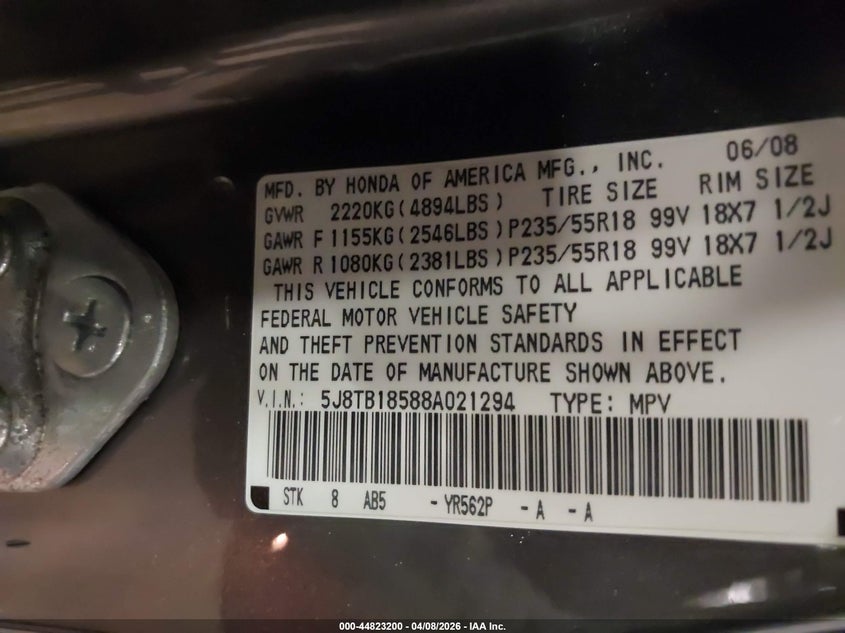 06/08
MFD. BY HONDA OF AMERICA MFG., INC.
GVWR 2220KG(4894LBS) TIRE SIZE RIM SIZE
GAWR F 1155KG(2546LBS) P235/55R18 99V 18X7 1/2J
GAWR R 1080KG(2381LBS) P235/55R18 99V 18X7 1/2J
THIS VEHICLE CONFORMS TO ALL APPLICABLE
FEDERAL MOTOR VEHICLE SAFETY
AND THEFT PREVENTION STANDARDS IN EFFECT
ON THE DATE OF MANUFACTURE SHOWN ABOVE.
V.I.N.: 5J8TB18588A021294 TYPE: MPV
STK 8 AB5 -YR562P -A -A
000-44823200 - 04/08/2026 - IAA Inc.